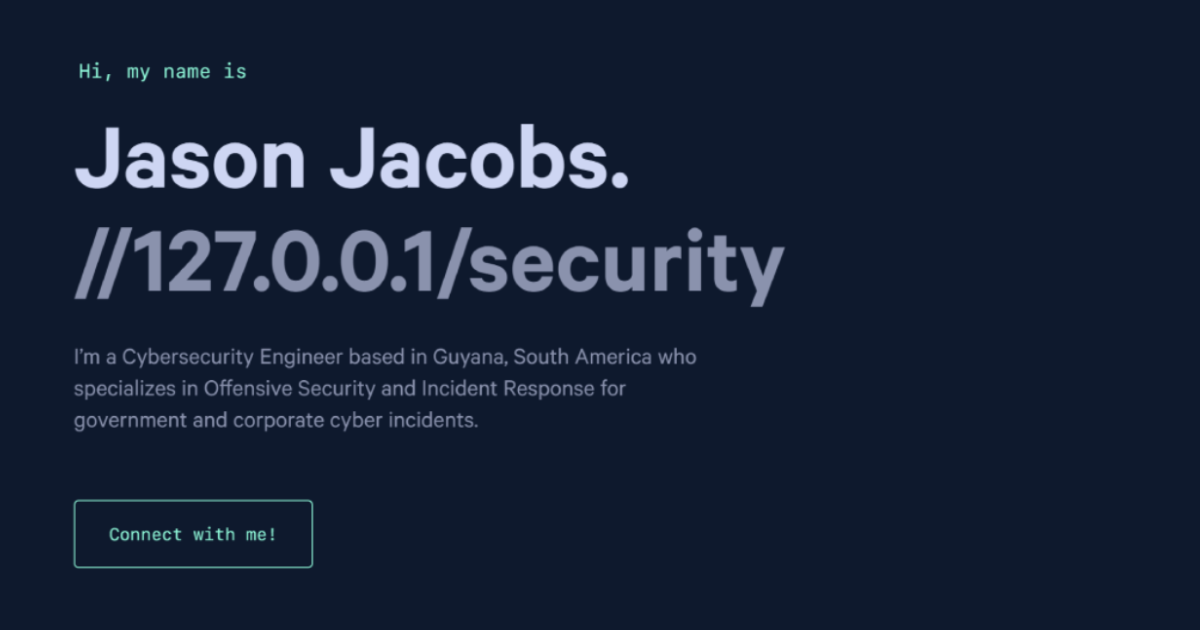 Hi, my name is
Jason Jacobs.
//127.0.0.1/security
I'm a Cybersecurity Engineer based in Guyana, South America who
specializes in Offensive Security and Incident Response for
government and corporate cyber incidents.
Connect with me!